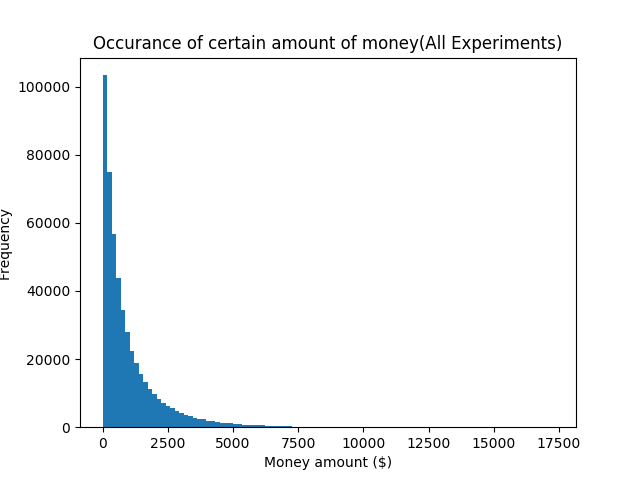 Occurance of certain amount of money(All Experiments)
100000
80000
60000
40000
20000
0
Frequency
0 2500 5000 7500 10000 12500 15000 17500
Money amount ($)